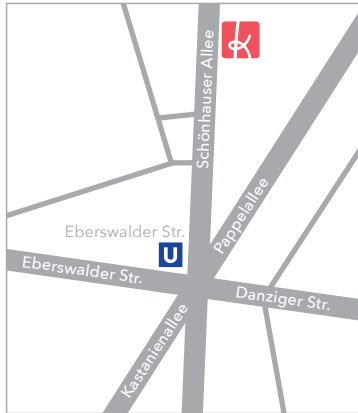 Schönhauser Allee
Pappelallee
Eberswalder Str.
U
Eberswalder Str.
Danziger Str.
Kastanienallee